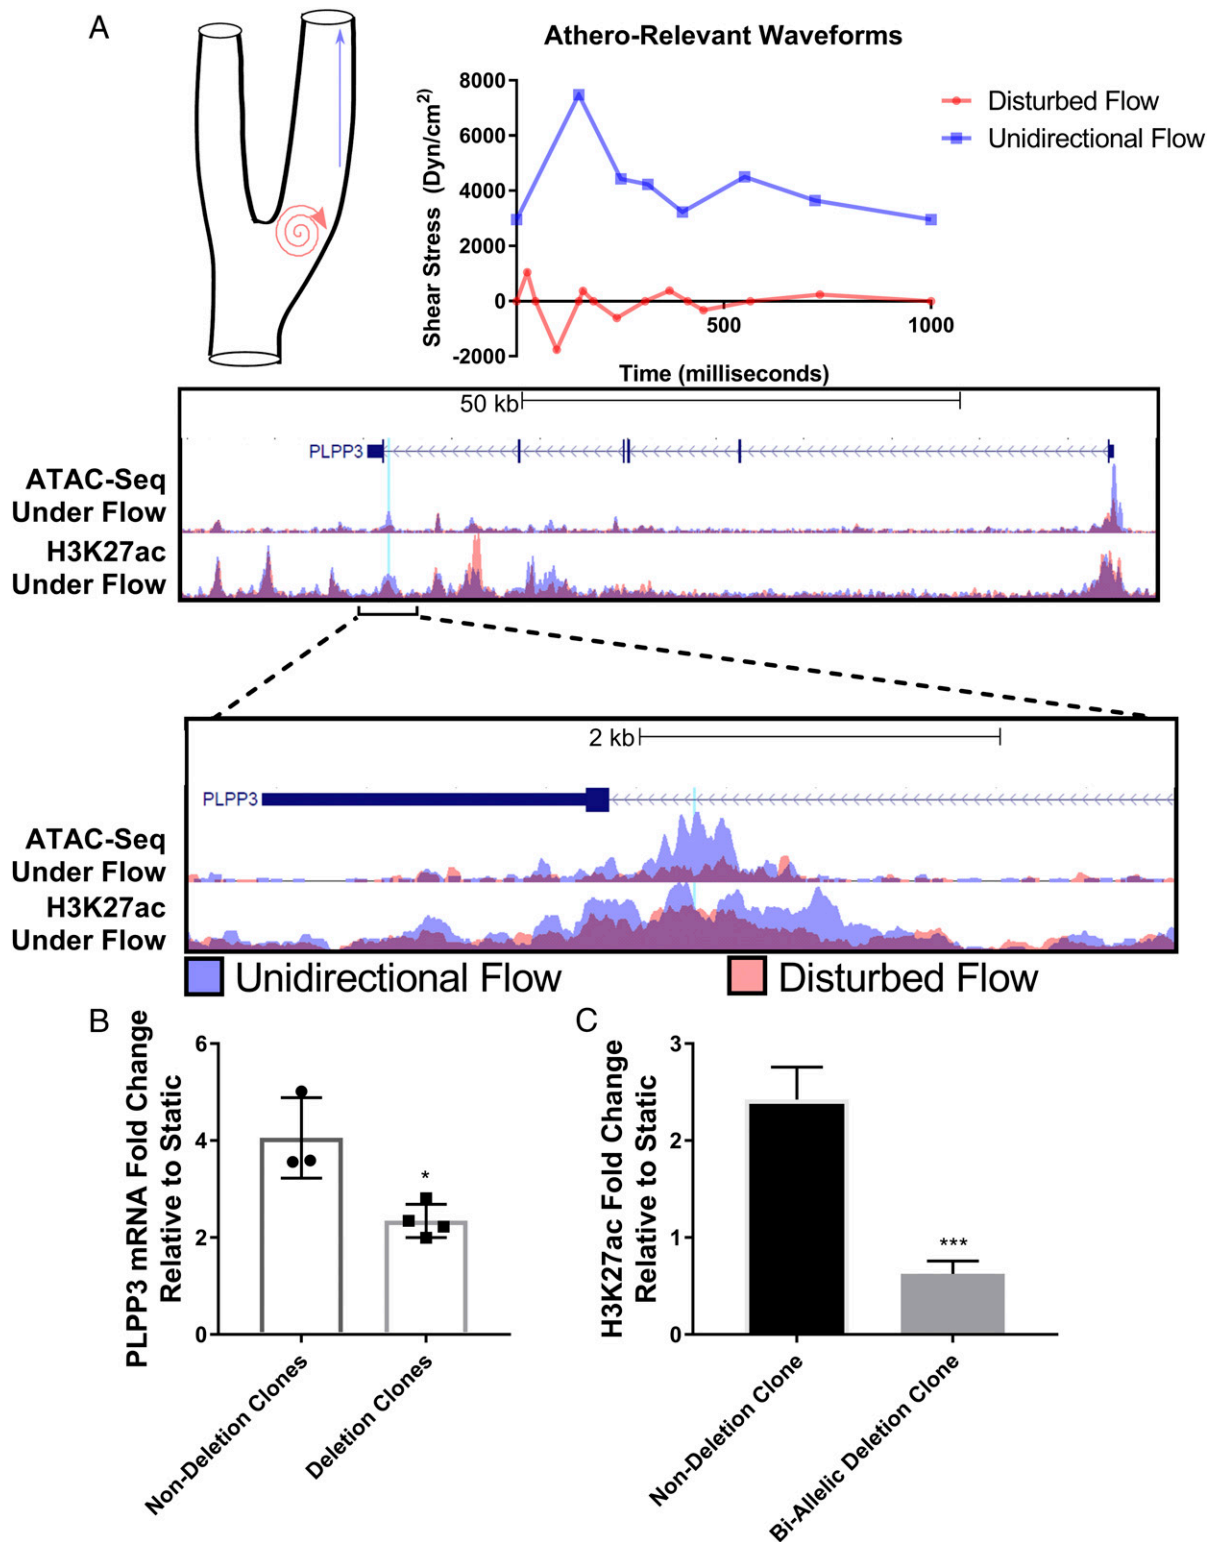 A
Athero-Relevant Waveforms
Shear Stress (Dyn/cm²)
8000
6000
4000
2000
0
-2000
500
1000
Time (milliseconds)
Disturbed Flow
Unidirectional Flow
50 kb
PLPP3
ATAC-Seq
Under Flow
H3K27ac
Under Flow
2 kb
PLPP3
ATAC-Seq
Under Flow
H3K27ac
Under Flow
Unidirectional Flow
Disturbed Flow
B
PLPP3 mRNA Fold Change
Relative to Static
6
4
2
0
*
Non-Deletion Clones
Deletion Clones
C
H3K27ac Fold Change
Relative to Static
3
2
1
0
***
Non-Deletion Clone
Bi-Allelic Deletion Clone